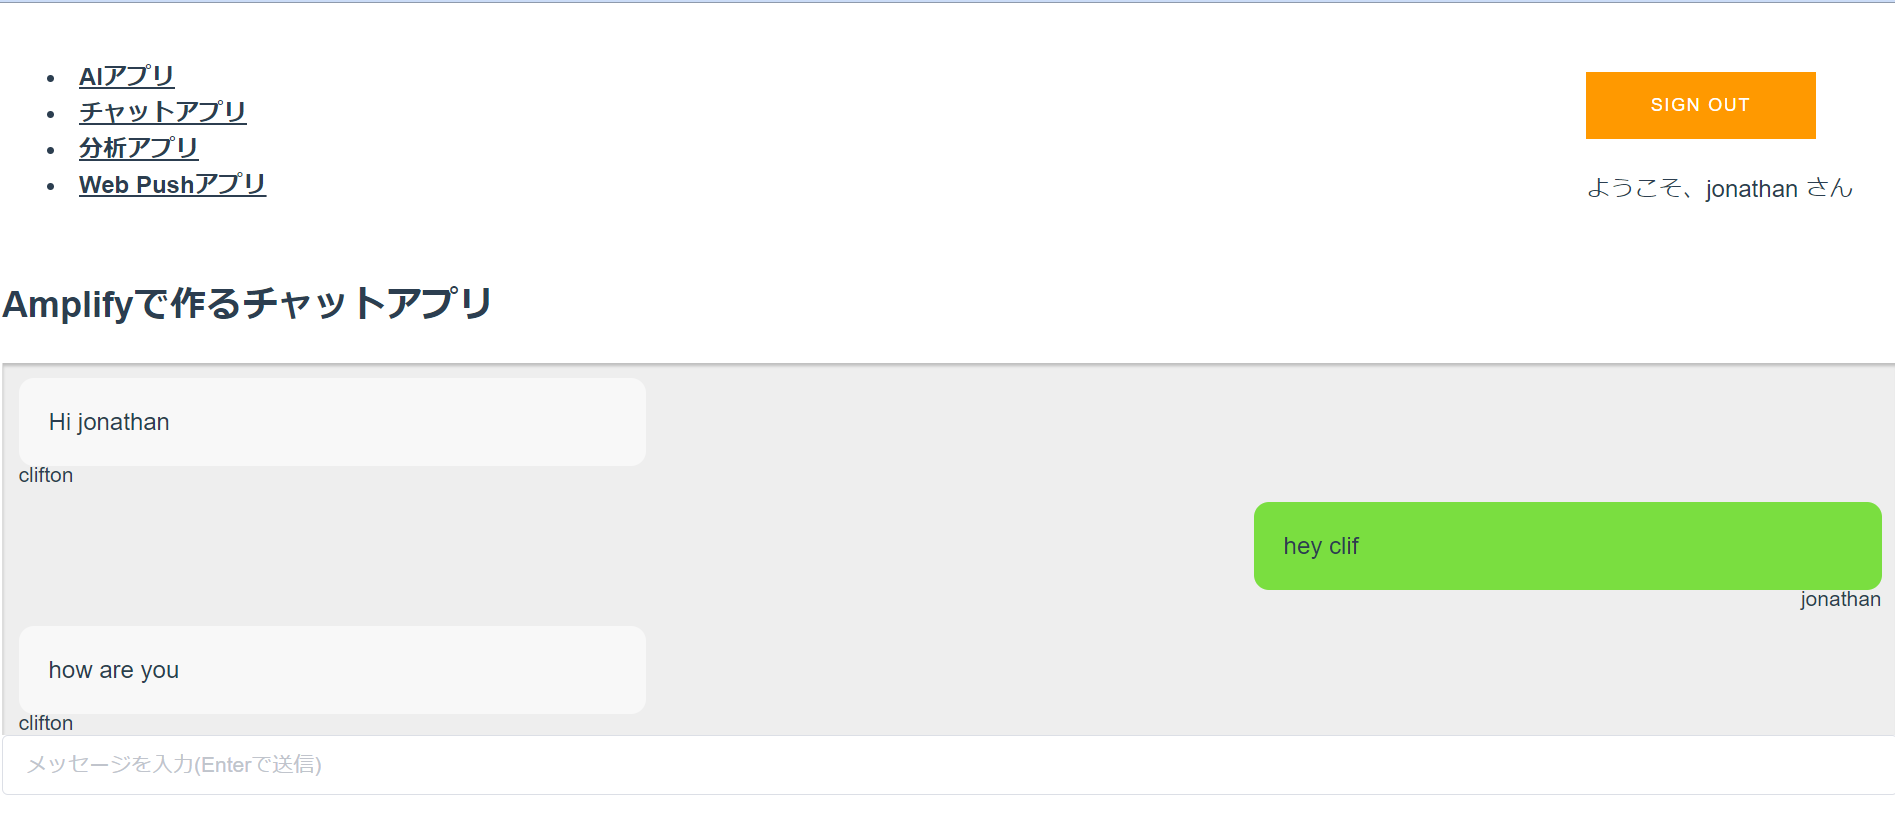 AIアプリ
チャットアプリ
分析アプリ
Web Pushアプリ
SIGN OUT
ようこそ、jonathan さん
Amplifyで作るチャットアプリ
Hi jonathan
clifton
hey clif
jonathan
how are you
clifton
メッセージを入力(Enterで送信)